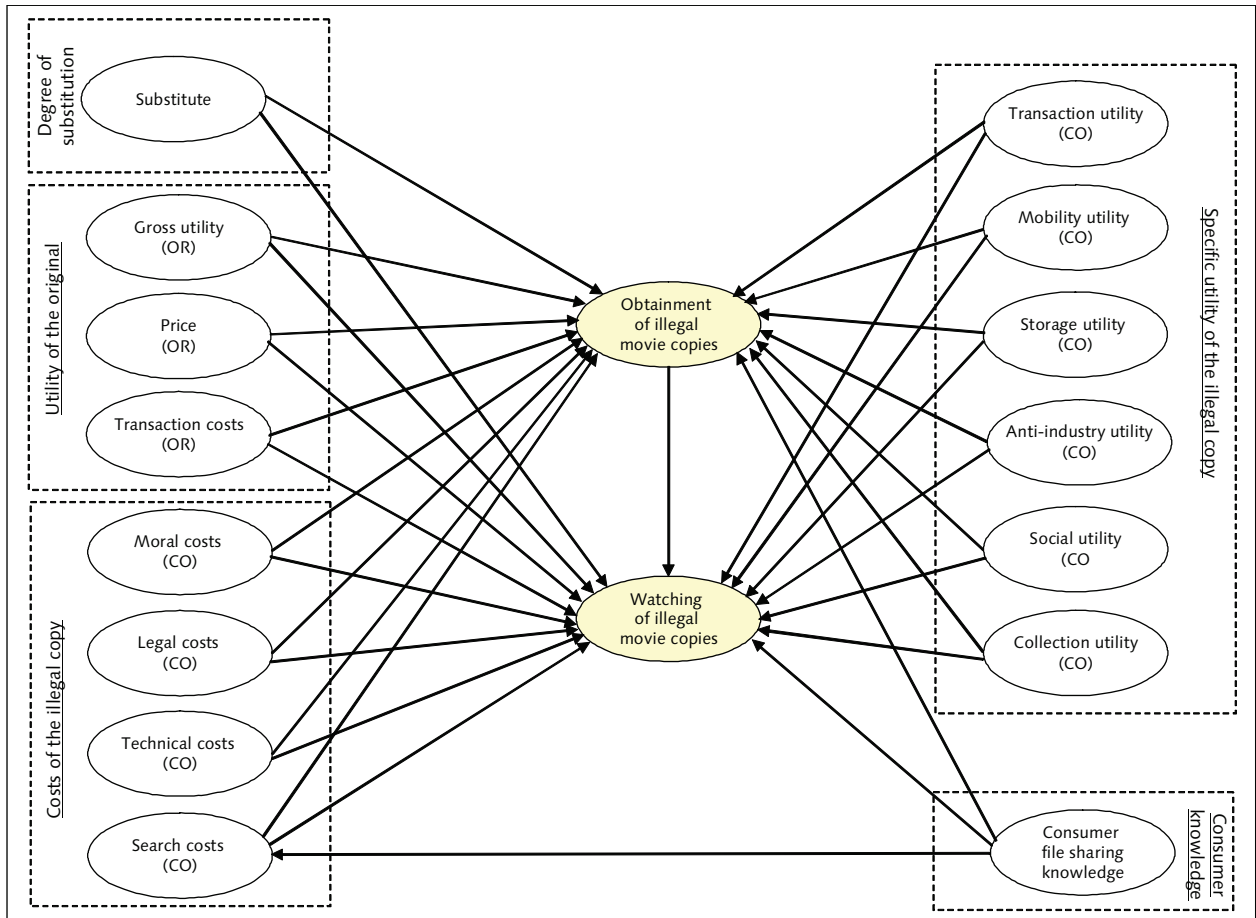 Degree of
substitution
Substitute
Utility of the original
Gross utility
(OR)
Price
(OR)
Transaction costs
(OR)
Costs of the illegal copy
Moral costs
(CO)
Legal costs
(CO)
Technical costs
(CO)
Search costs
(CO)
Obtainment
of illegal
movie copies
Watching
of illegal
movie copies
Specific utility of the illegal copy
Transaction utility
(CO)
Mobility utility
(CO)
Storage utility
(CO)
Anti-industry utility
(CO)
Social utility
(CO
Collection utility
(CO)
Consumer
knowledge
Consumer
file sharing
knowledge